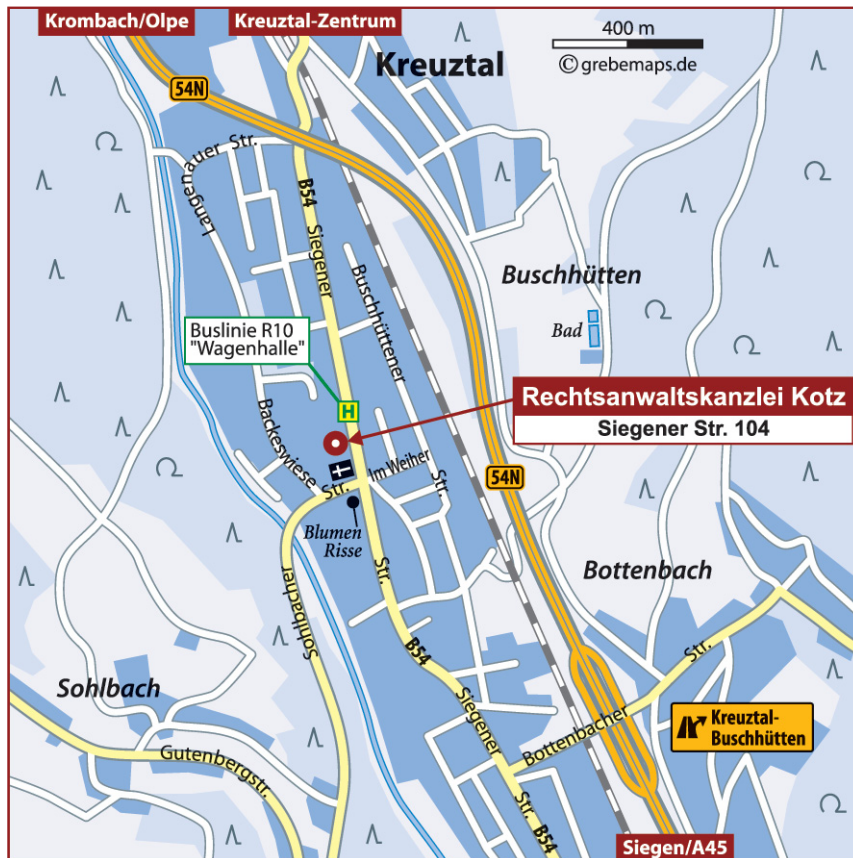 Krombach/Olpe
Kreuztal-Zentrum
400 m
© grebemaps.de
Kreuztal
54N
Langenauer Str.
B54
Siegener
Buschhüttener
Buschhütten
Bad
Buslinie R10
"Wagenhalle"
H
Rechtsanwaltskanzlei Kotz
Siegener Str. 104
Backeswiese
Str.
Im Weiher
Str.
54N
Blumen
Risse
Str.
Bottenbach
Sohlbacher
B54
Str.
Sohlbach
Siegener
Bottenbacher
Kreuztal-
Buschhütten
Gutenbergstr.
Str.
B54
Siegen/A45